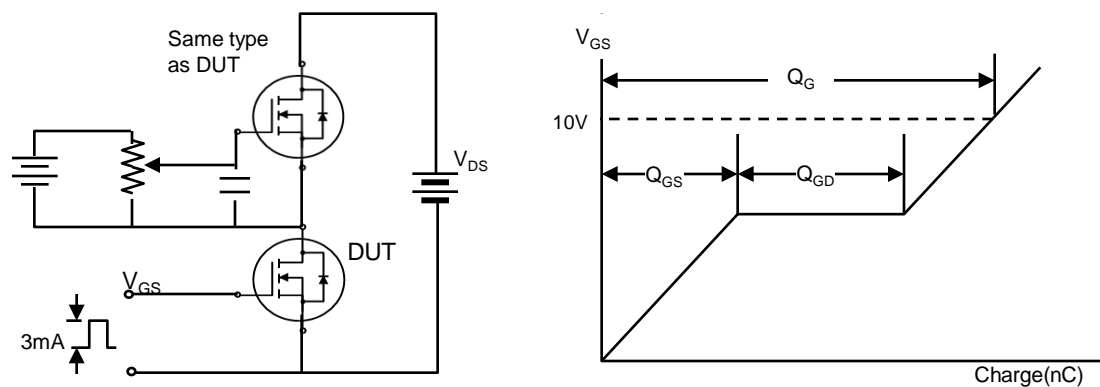 Same type
as DUT
V_DS
DUT
V_GS
3mA
V_GS
Q_G
10V
Q_GS
Q_GD
Charge(nC)